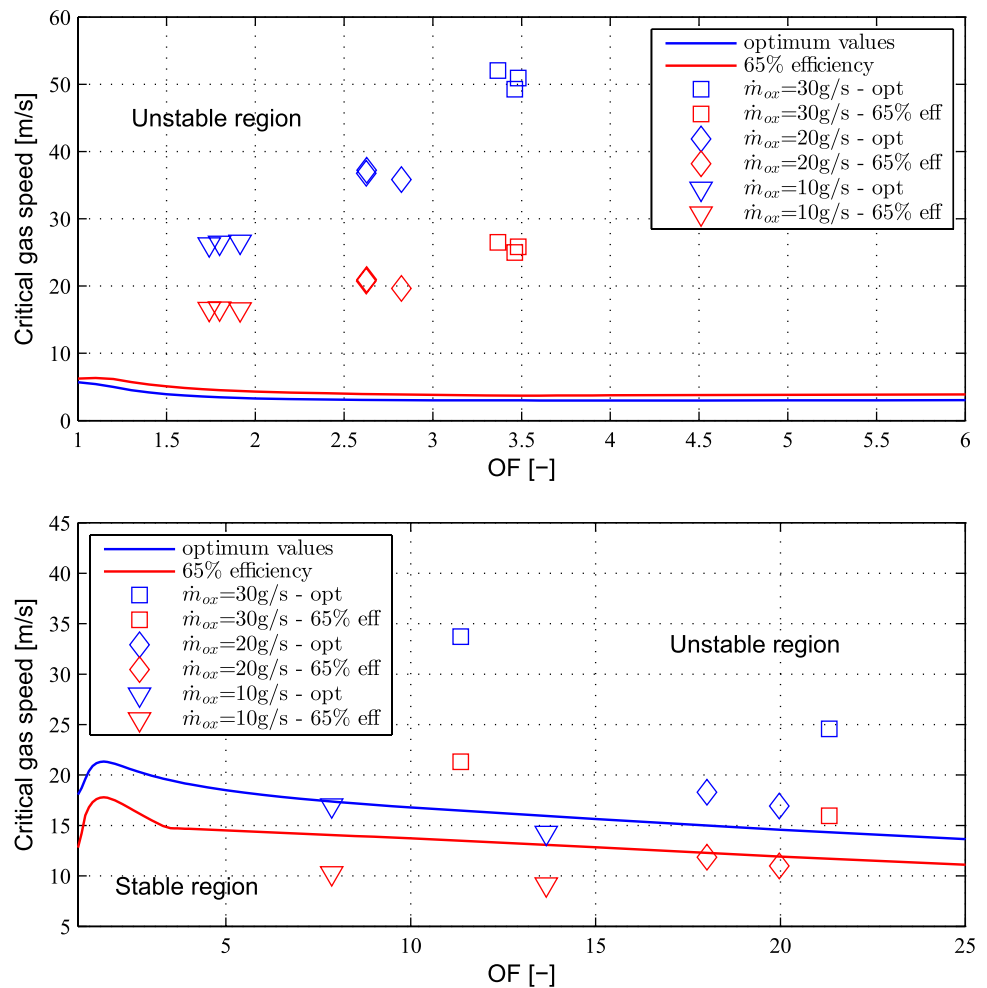 60
50
40
30
20
10
0
Critical gas speed [m/s]
Unstable region
optimum values
65% efficiency
ṁox=30g/s - opt
ṁox=30g/s - 65% eff
ṁox=20g/s - opt
ṁox=20g/s - 65% eff
ṁox=10g/s - opt
ṁox=10g/s - 65% eff
1 1.5 2 2.5 3 3.5 4 4.5 5 5.5 6
OF [−]
45
40
35
30
25
20
15
10
5
Critical gas speed [m/s]
optimum values
65% efficiency
ṁox=30g/s - opt
ṁox=30g/s - 65% eff
ṁox=20g/s - opt
ṁox=20g/s - 65% eff
ṁox=10g/s - opt
ṁox=10g/s - 65% eff
Unstable region
Stable region
5 10 15 20 25
OF [−]